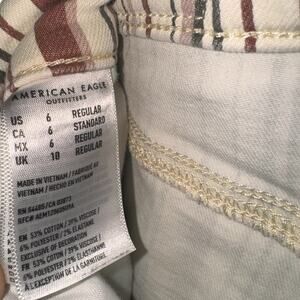 AMERICAN EAGLE
OUTFITTERS
US 6 REGULAR
CA 6 STANDARD
MX 6 REGULAR
UK 10 REGULAR
MADE IN VIETNAM / FABRIQUÉ AU
VIETNAM / HECHO EN VIETNAM
EN: 53% COTTON / 39% VISCOSE /
6% POLYESTER / 2% ELASTANE
EXCLUSIVE OF DECORATION
FR: 53% COTON / 39% VISCOSE /
6% POLYESTER / 2% ÉLASTHANNE
À L'EXCEPTION DE LA GARNITURE